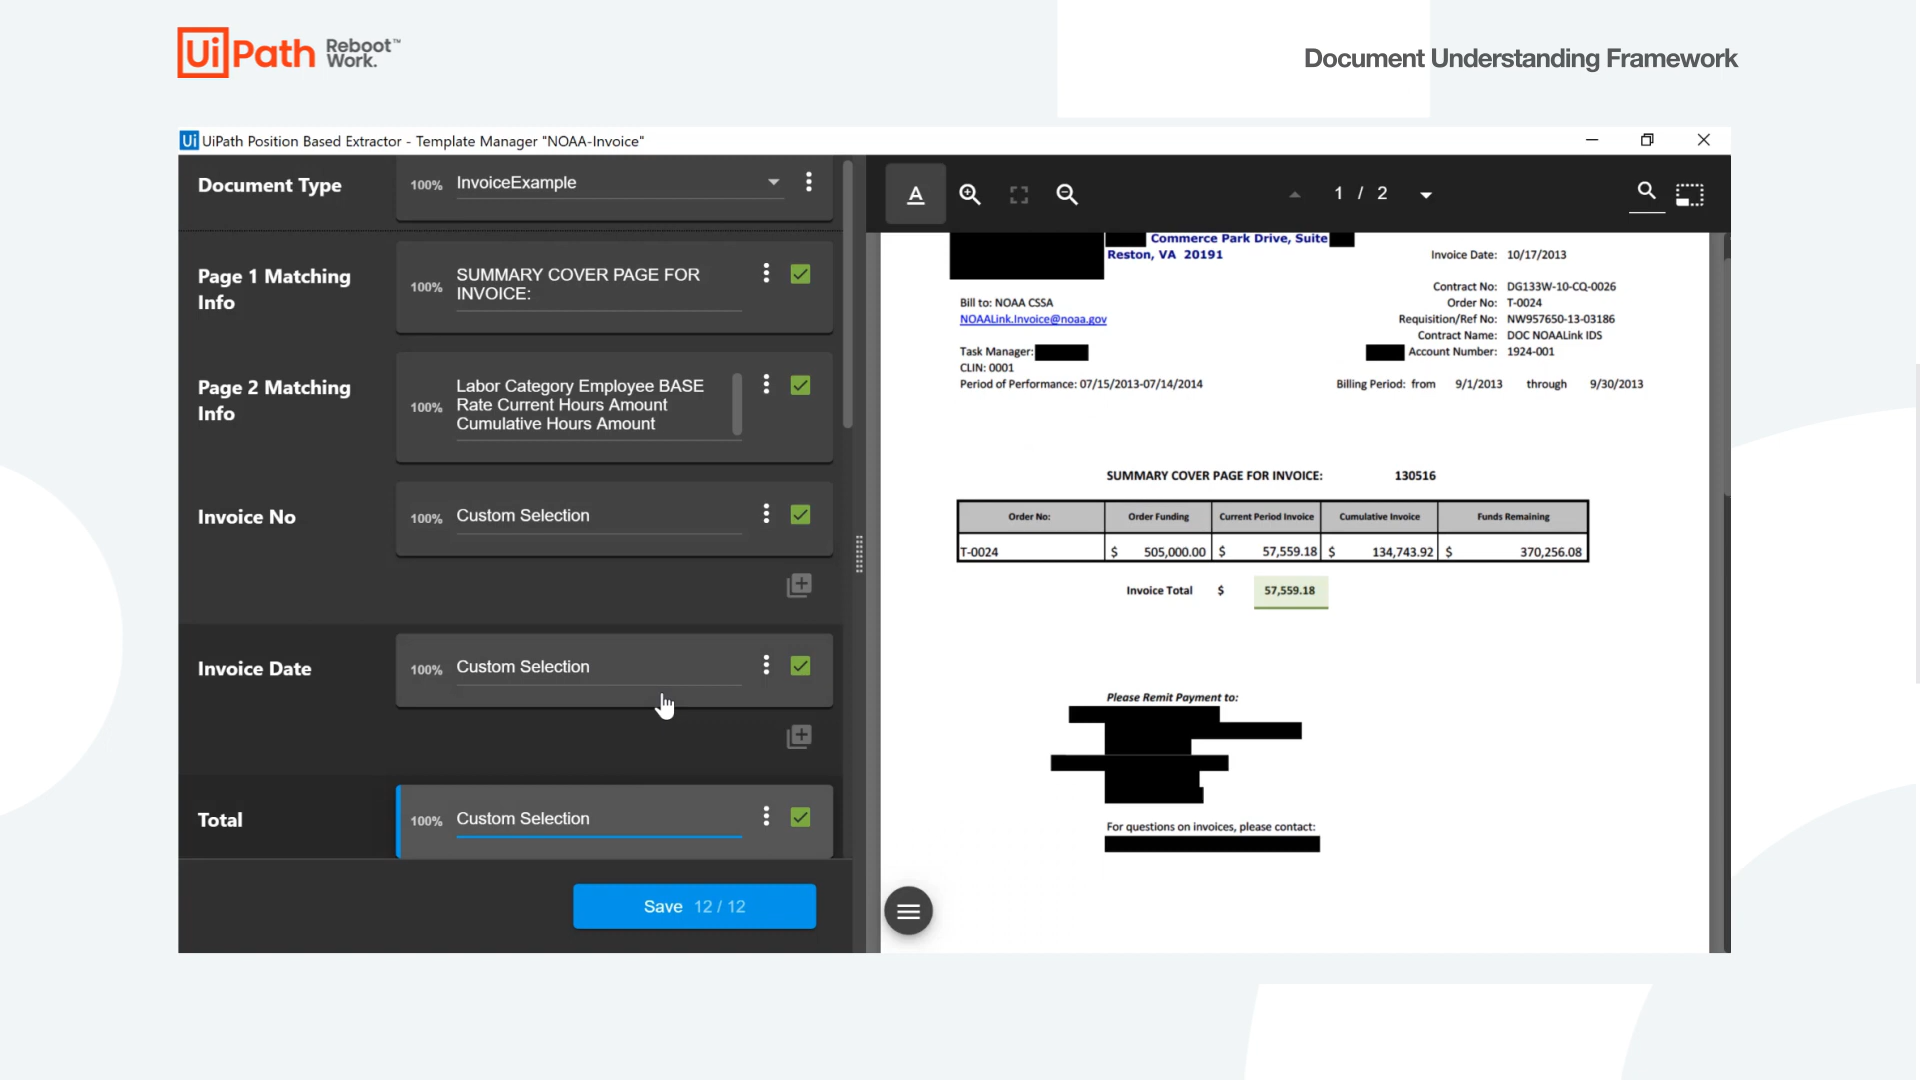 UiPath Reboot Work.™
Document Understanding Framework
Ui UiPath Position Based Extractor - Template Manager "NOAA-Invoice"
Document Type
100% InvoiceExample
Page 1 Matching Info
100% SUMMARY COVER PAGE FOR
INVOICE:
Page 2 Matching Info
100% Labor Category Employee BASE
Rate Current Hours Amount
Cumulative Hours Amount
Invoice No
100% Custom Selection
Invoice Date
100% Custom Selection
Total
100% Custom Selection
Save 12 / 12
A
1 / 2
Commerce Park Drive, Suite
Reston, VA 20191
Invoice Date: 10/17/2013
Contract No: DG133W-10-CQ-0026
Bill to: NOAA CSSA
Order No: T-0024
NOAALink.Invoice@noaa.gov
Requisition/Ref No: NW957650-13-03186
Contract Name: DOC NOAALink IDS
Task Manager:
Account Number: 1924-001
CLIN: 0001
Period of Performance: 07/15/2013-07/14/2014
Billing Period: from 9/1/2013 through 9/30/2013
SUMMARY COVER PAGE FOR INVOICE: 130516
Order No: Order Funding Current Period Invoice Cumulative Invoice Funds Remaining
T-0024 $ 505,000.00 $ 57,559.18 $ 134,743.92 $ 370,256.08
Invoice Total $ 57,559.18
Please Remit Payment to:
For questions on invoices, please contact: